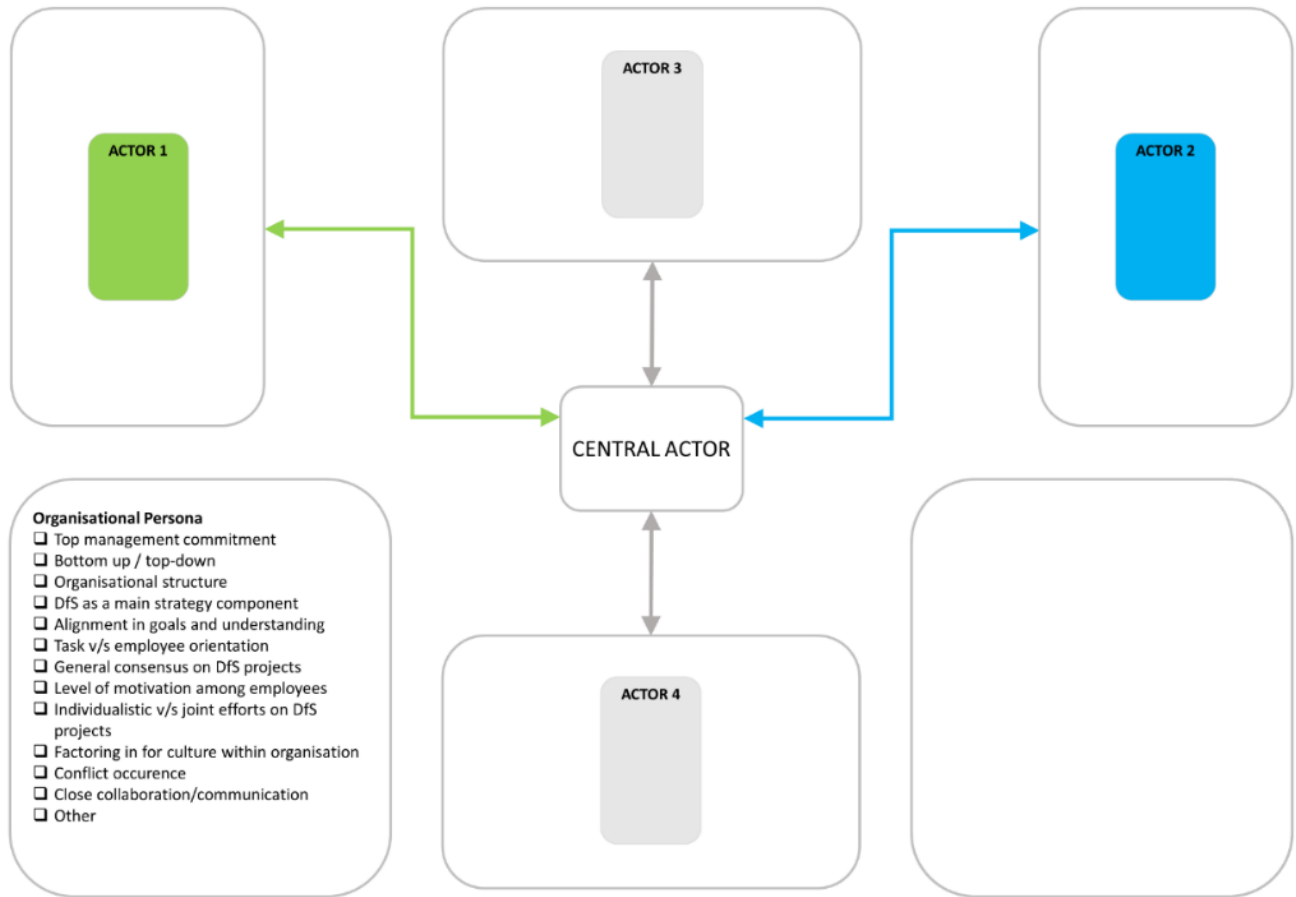 ACTOR 3
ACTOR 1
ACTOR 2
CENTRAL ACTOR
Organisational Persona
❑ Top management commitment
❑ Bottom up / top-down
❑ Organisational structure
❑ DfS as a main strategy component
❑ Alignment in goals and understanding
❑ Task v/s employee orientation
❑ General consensus on DfS projects
❑ Level of motivation among employees
❑ Individualistic v/s joint efforts on DfS
projects
❑ Factoring in for culture within organisation
❑ Conflict occurence
❑ Close collaboration/communication
❑ Other
ACTOR 4